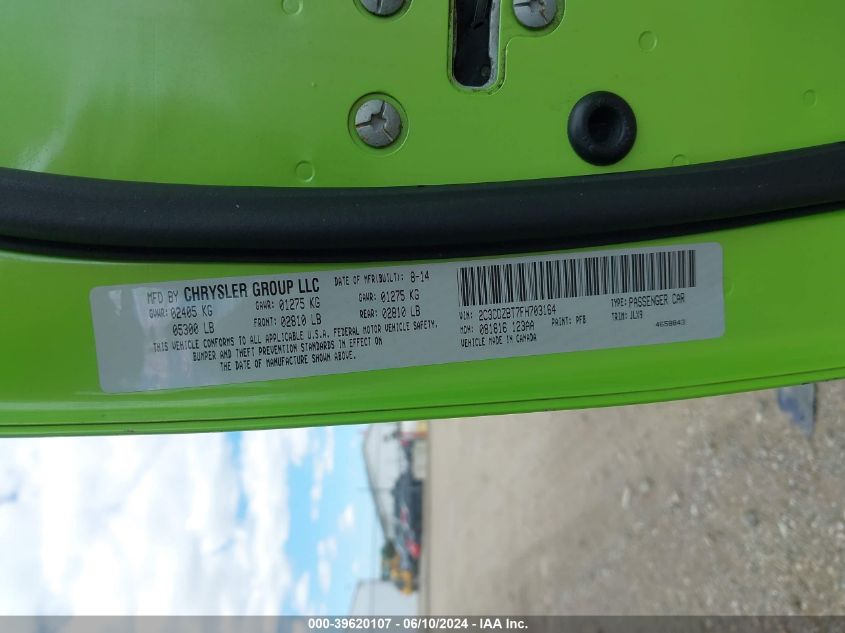 MFD BY CHRYSLER GROUP LLC DATE OF MFR(BUILT): 8-14
GVWR: 02405 KG GAWR: 01275 KG GAWR: 01275 KG
05300 LB FRONT: 02810 LB REAR: 02810 LB
THIS VEHICLE CONFORMS TO ALL APPLICABLE U.S.A. FEDERAL MOTOR VEHICLE SAFETY,
BUMPER AND THEFT PREVENTION STANDARDS IN EFFECT ON
THE DATE OF MANUFACTURE SHOWN ABOVE.
VIN: 2C3CDZBT7FH703164 TYPE: PASSENGER CAR
MDH: 081816 123AA PAINT: PFB TRIM: JLV9
VEHICLE MADE IN CANADA 4658843
000-39620107 - 06/10/2024 - IAA Inc.